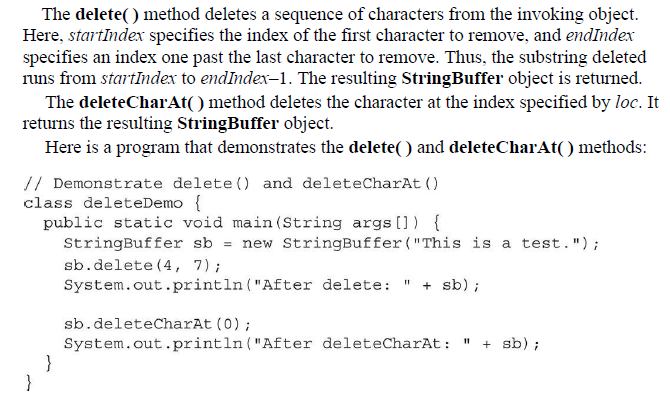 The delete( ) method deletes a sequence of characters from the invoking object.
Here, startIndex specifies the index of the first character to remove, and endIndex
specifies an index one past the last character to remove. Thus, the substring deleted
runs from startIndex to endIndex–1. The resulting StringBuffer object is returned.
The deleteCharAt( ) method deletes the character at the index specified by loc. It
returns the resulting StringBuffer object.
Here is a program that demonstrates the delete( ) and deleteCharAt( ) methods:
// Demonstrate delete() and deleteCharAt()
class deleteDemo {
public static void main(String args[]) {
StringBuffer sb = new StringBuffer("This is a test.");
sb.delete(4, 7);
System.out.println("After delete: " + sb);
sb.deleteCharAt(0);
System.out.println("After deleteCharAt: " + sb);
}
}